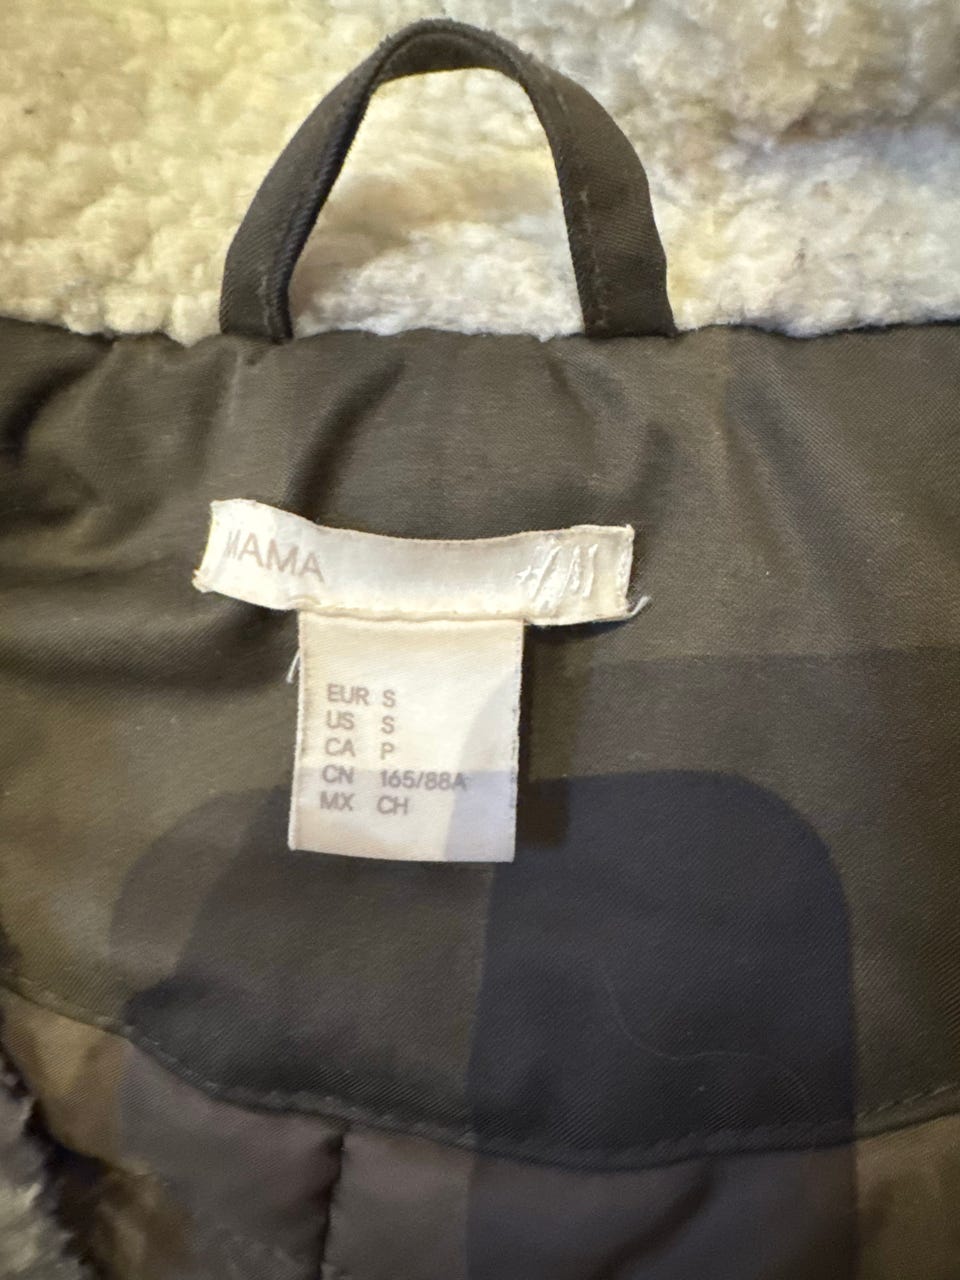 MAMA
EUR S
US S
CA P
CN 165/88A
MX CH